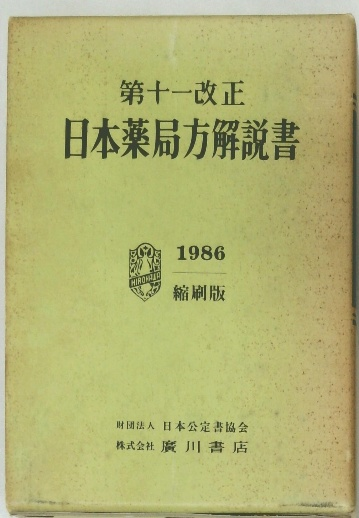 第十一改正
日本薬局方解説書
1986
縮刷版
HIROKAWA
財団法人 日本公定書協会
株式会社 廣川書店